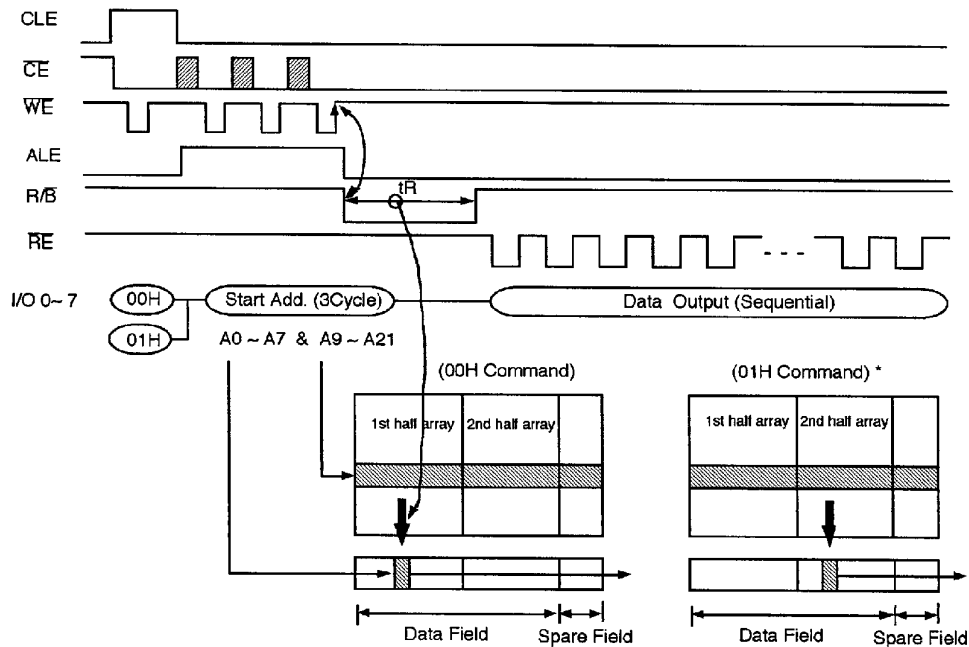 CLE
CE
WE
ALE
R/B
tR
RE
I/O 0~ 7
00H
Start Add. (3Cycle)
Data Output (Sequential)
01H
A0 ~ A7 & A9 ~ A21
(00H Command)
(01H Command) *
1st half array
2nd half array
1st half array
2nd half array
Data Field
Spare Field
Data Field
Spare Field